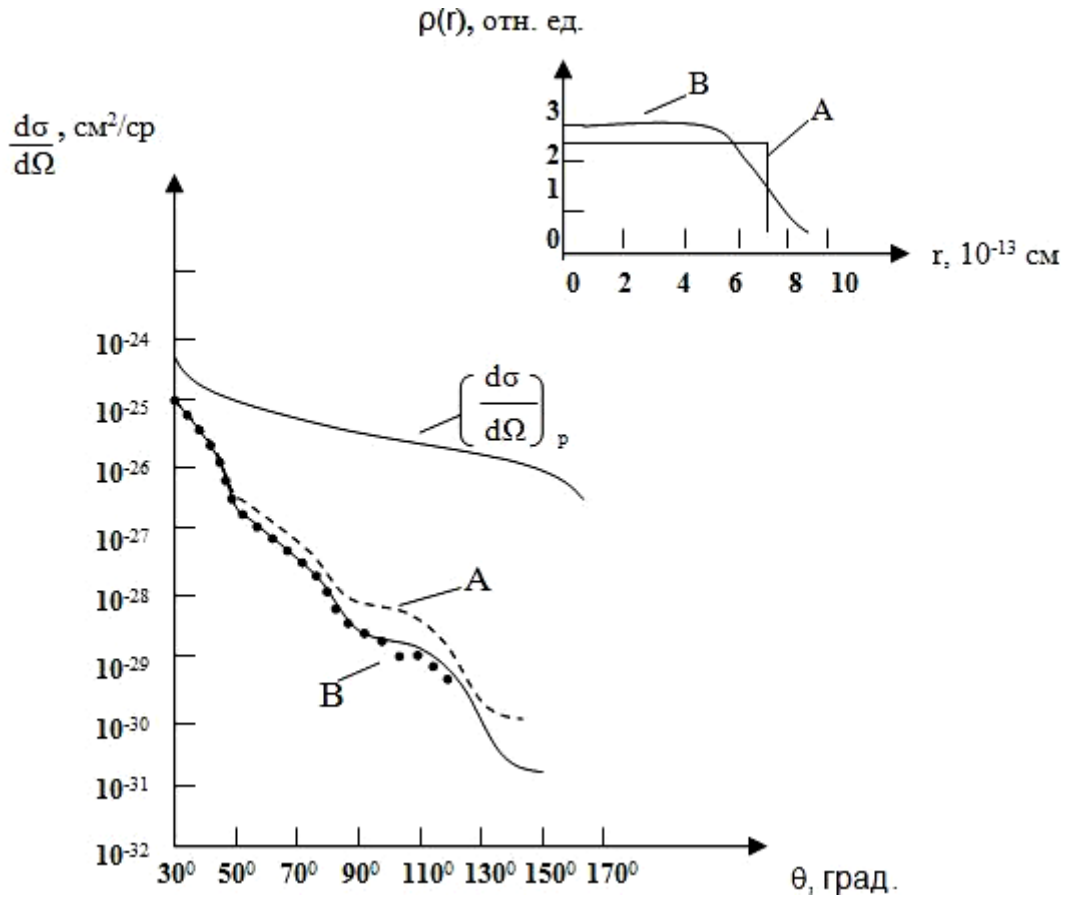 ρ(r), отн. ед.
B
A
3
2
1
0
0 2 4 6 8 10
r, 10⁻¹³ см
dσ/dΩ, см²/ср
10⁻²⁴
10⁻²⁵
10⁻²⁶
10⁻²⁷
10⁻²⁸
10⁻²⁹
10⁻³⁰
10⁻³¹
10⁻³²
(dσ/dΩ)р
A
B
30⁰ 50⁰ 70⁰ 90⁰ 110⁰ 130⁰ 150⁰ 170⁰
θ, град.